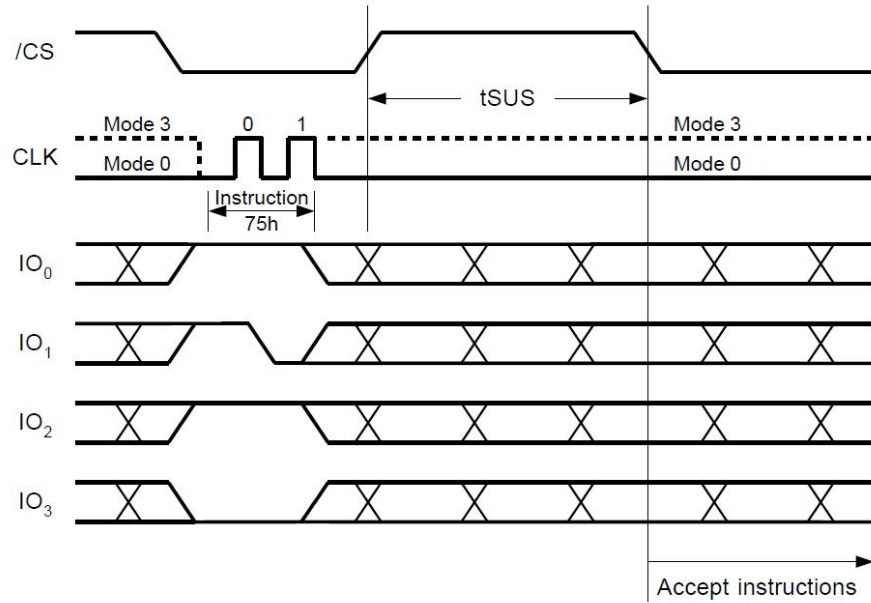 /CS
tSUS
Mode 3 0 1 Mode 3
CLK
Mode 0 Mode 0
Instruction
75h
IO₀
IO₁
IO₂
IO₃
Accept instructions